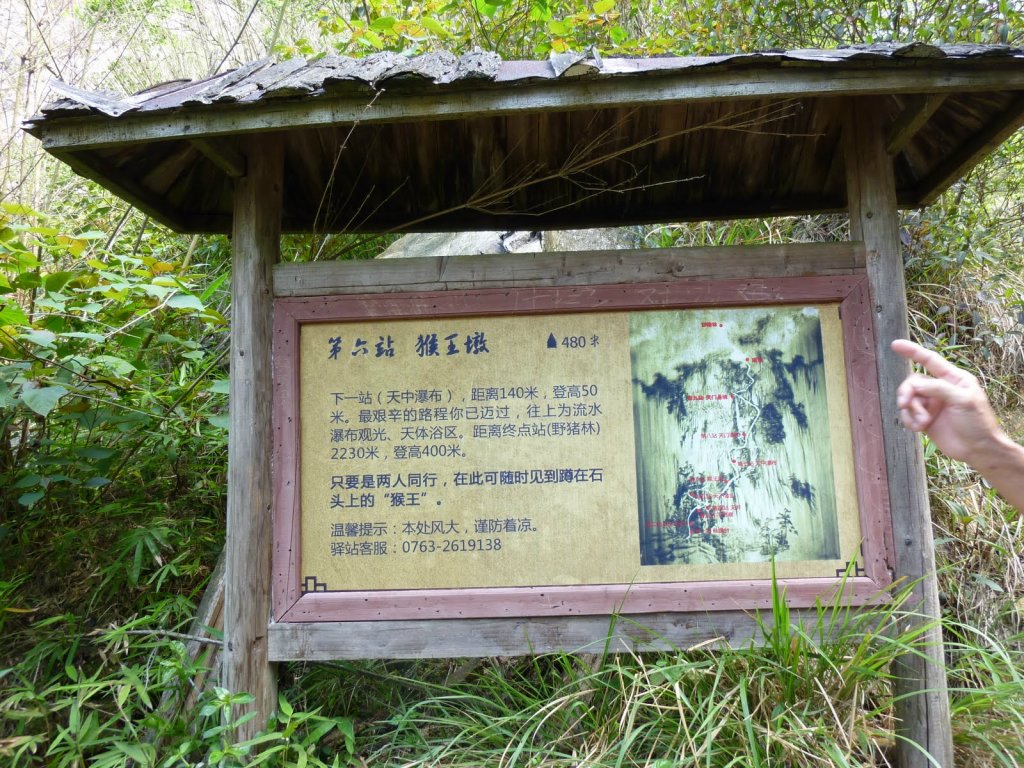 第六站 猴王墩
480米
下一站（天中瀑布），距离140米，登高50
米。最艰辛的路程你已迈过，往上为流水
瀑布观光、天体浴区。距离终点站(野猪林)
2230米，登高400米。
只要是两人同行，在此可随时见到蹲在石
头上的“猴王”。
温馨提示：本处风大，谨防着凉。
驿站客服：0763-2619138
野猪林